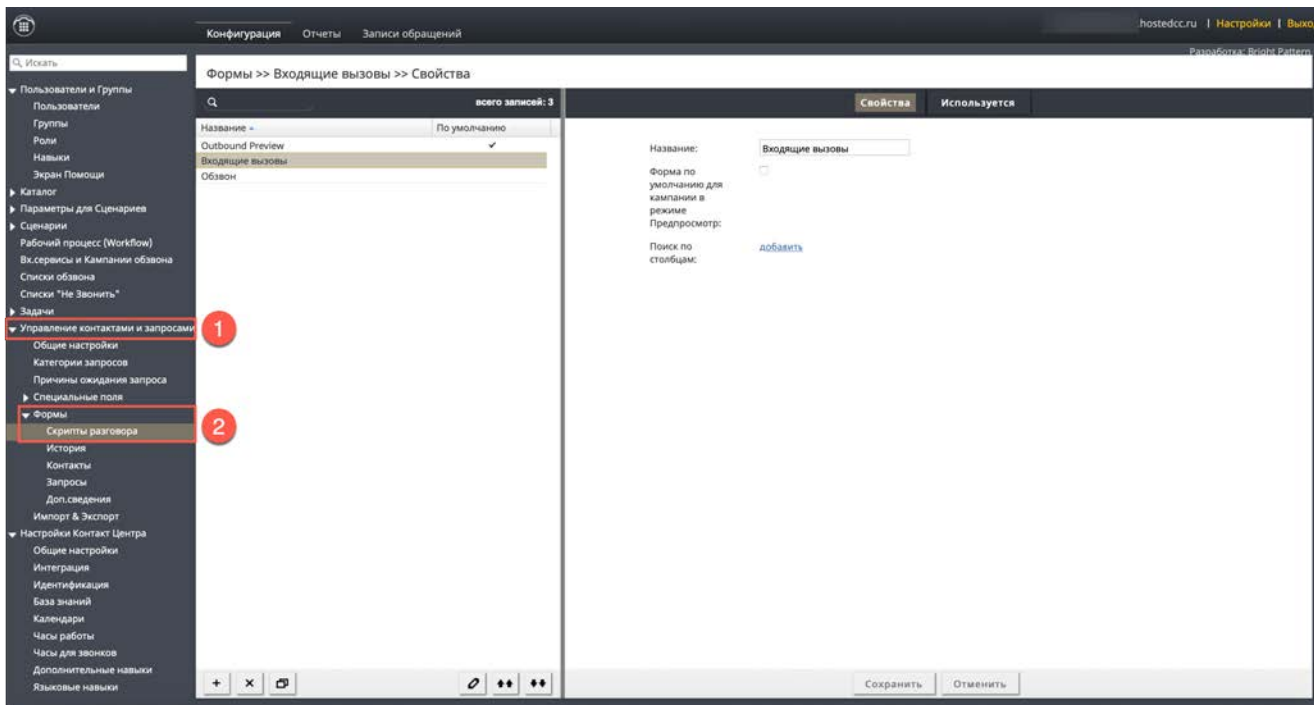 .hostedcc.ru | Настройки | Выхо
Конфигурация Отчеты Записи обращений
Разработка: Bright Pattern
Искать
Формы >> Входящие вызовы >> Свойства
Пользователи и Группы
Пользователи
Группы
Роли
Навыки
Экран Помощи
Каталог
Параметры для Сценариев
Сценарии
Рабочий процесс (Workflow)
Вх.сервисы и Кампании обзвона
Списки обзвона
Списки "Не Звонить"
Задачи
Управление контактами и запросами
1
Общие настройки
Категории запросов
Причины ожидания запроса
Специальные поля
Формы
2
Скрипты разговора
История
Контакты
Запросы
Доп.сведения
Импорт & Экспорт
Настройки Контакт Центра
Общие настройки
Интеграция
Идентификация
База знаний
Календари
Часы работы
Часы для звонков
Дополнительные навыки
Языковые навыки
всего записей: 3
Название По умолчанию
Outbound Preview ✔
Входящие вызовы
Обзвон
Свойства Используется
Название: Входящие вызовы
Форма по
умолчанию для
кампании в
режиме
Предпросмотр:
Поиск по добавить
столбцам:
Сохранить Отменить